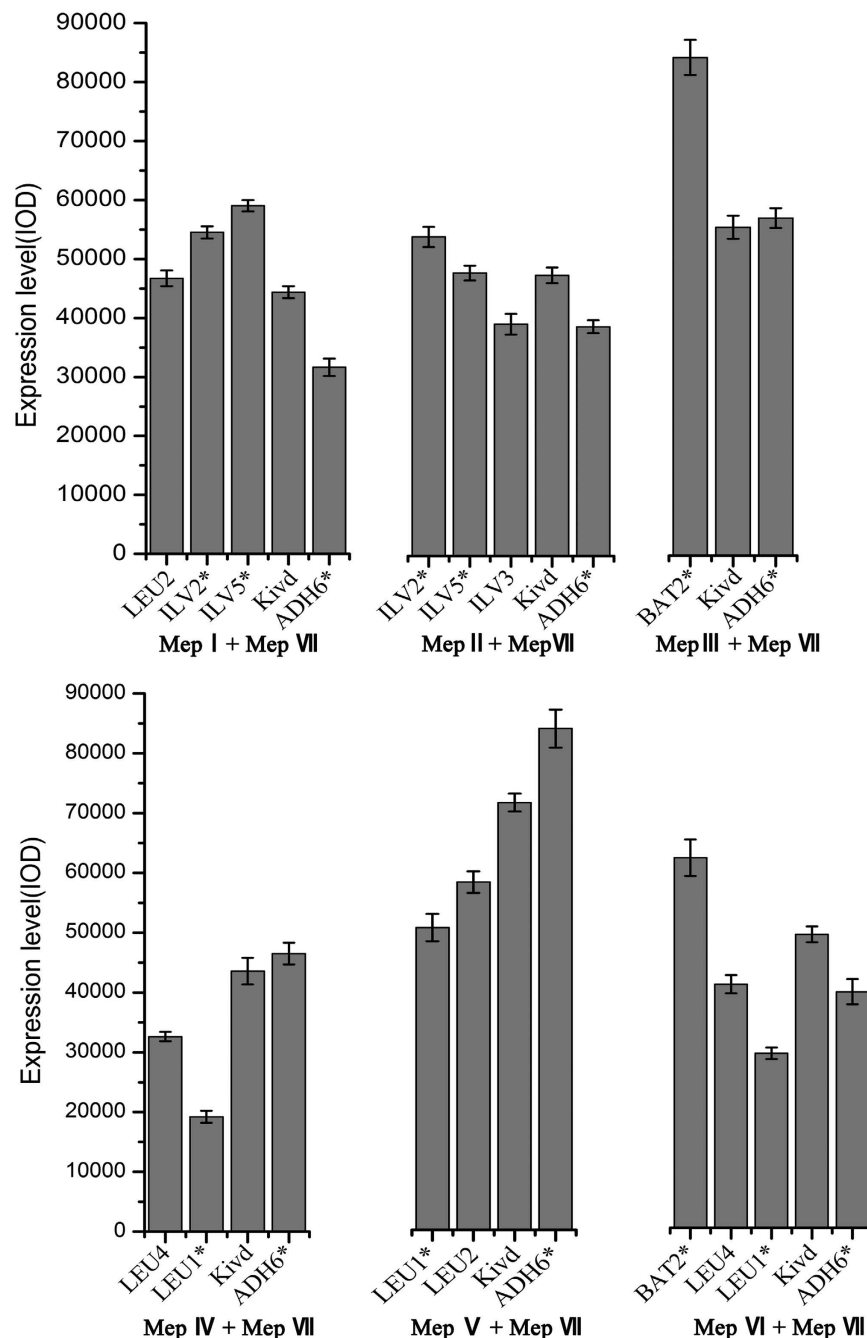 90000
80000
70000
60000
50000
40000
30000
20000
10000
0
Expression level(IOD)
LEU2 ILV2* ILV5* Kivd ADH6*
Mep Ⅰ + Mep Ⅶ
ILV2* ILV5* ILV3 Kivd ADH6*
Mep Ⅱ + MepⅦ
BAT2* Kivd ADH6*
MepⅢ + Mep Ⅶ
90000
80000
70000
60000
50000
40000
30000
20000
10000
0
Expression level(IOD)
LEU4 LEU1* Kivd ADH6*
Mep Ⅳ + Mep Ⅶ
LEU1* LEU2 Kivd ADH6*
Mep Ⅴ + Mep Ⅶ
BAT2* LEU4 LEU1* Kivd ADH6*
Mep Ⅵ + Mep Ⅶ